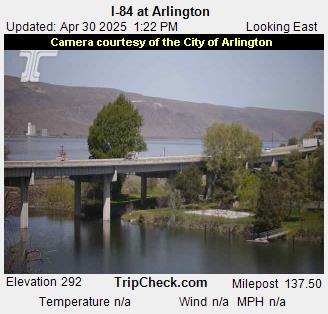 I-84 at Arlington
Updated: Apr 30 2025 1:22 PM Looking East
Camera courtesy of the City of Arlington
Elevation 292 TripCheck.com Milepost 137.50
Temperature n/a Wind n/a MPH n/a